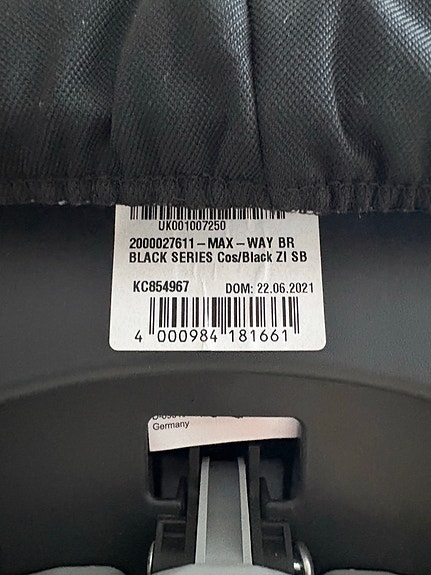 UK001007250
2000027611-MAX-WAY BR
BLACK SERIES Cos/Black ZI SB
KC854967 DOM: 22.06.2021
4 000984 181661
Germany